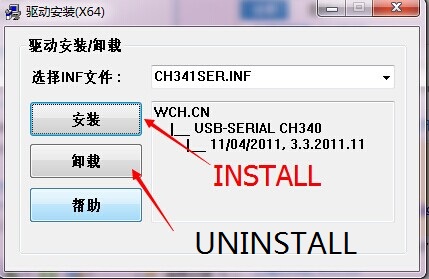 驱动安装(X64)
驱动安装/卸载
选择INF文件：
CH341SER.INF
安装
卸载
帮助
WCH.CN
|__ USB-SERIAL CH340
|__ 11/04/2011, 3.3.2011.11
INSTALL
UNINSTALL